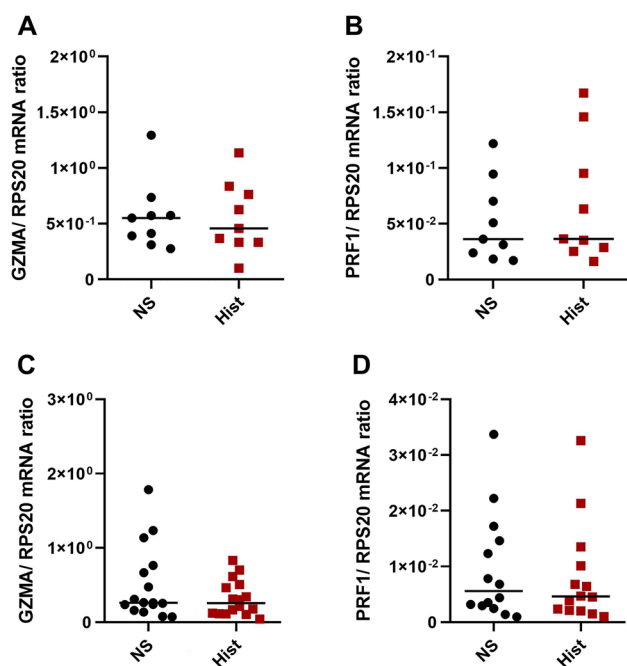 A
GZMA/ RPS20 mRNA ratio
2×10⁰
1.5×10⁰
1×10⁰
5×10⁻¹
0
NS
Hist
B
PRF1/ RPS20 mRNA ratio
2×10⁻¹
1.5×10⁻¹
1×10⁻¹
5×10⁻²
0
NS
Hist
C
GZMA/ RPS20 mRNA ratio
3×10⁰
2×10⁰
1×10⁰
0
NS
Hist
D
PRF1/ RPS20 mRNA ratio
4×10⁻²
3×10⁻²
2×10⁻²
1×10⁻²
0
NS
Hist